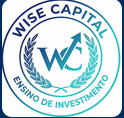 WISE CAPITAL
WC
ENSINO DE INVESTIMENTO